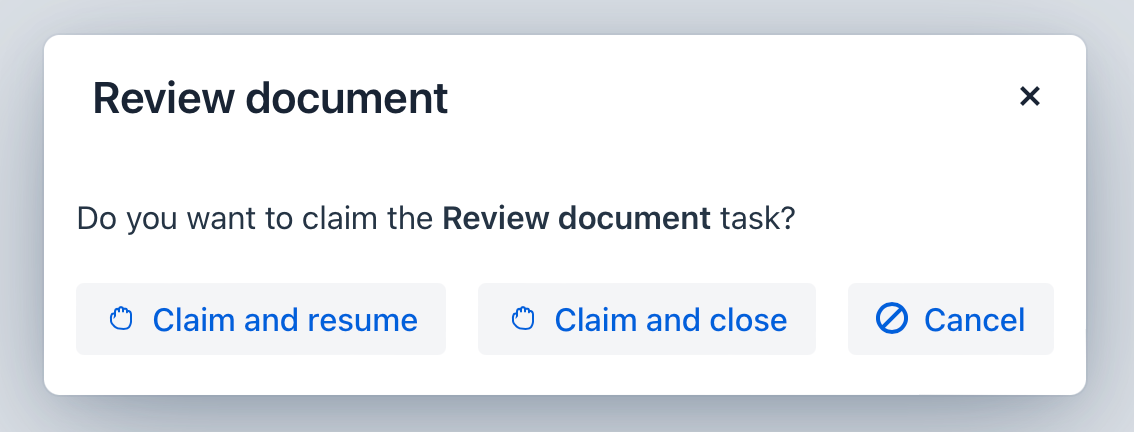 Review document
Do you want to claim the Review document task?
Claim and resume Claim and close Cancel